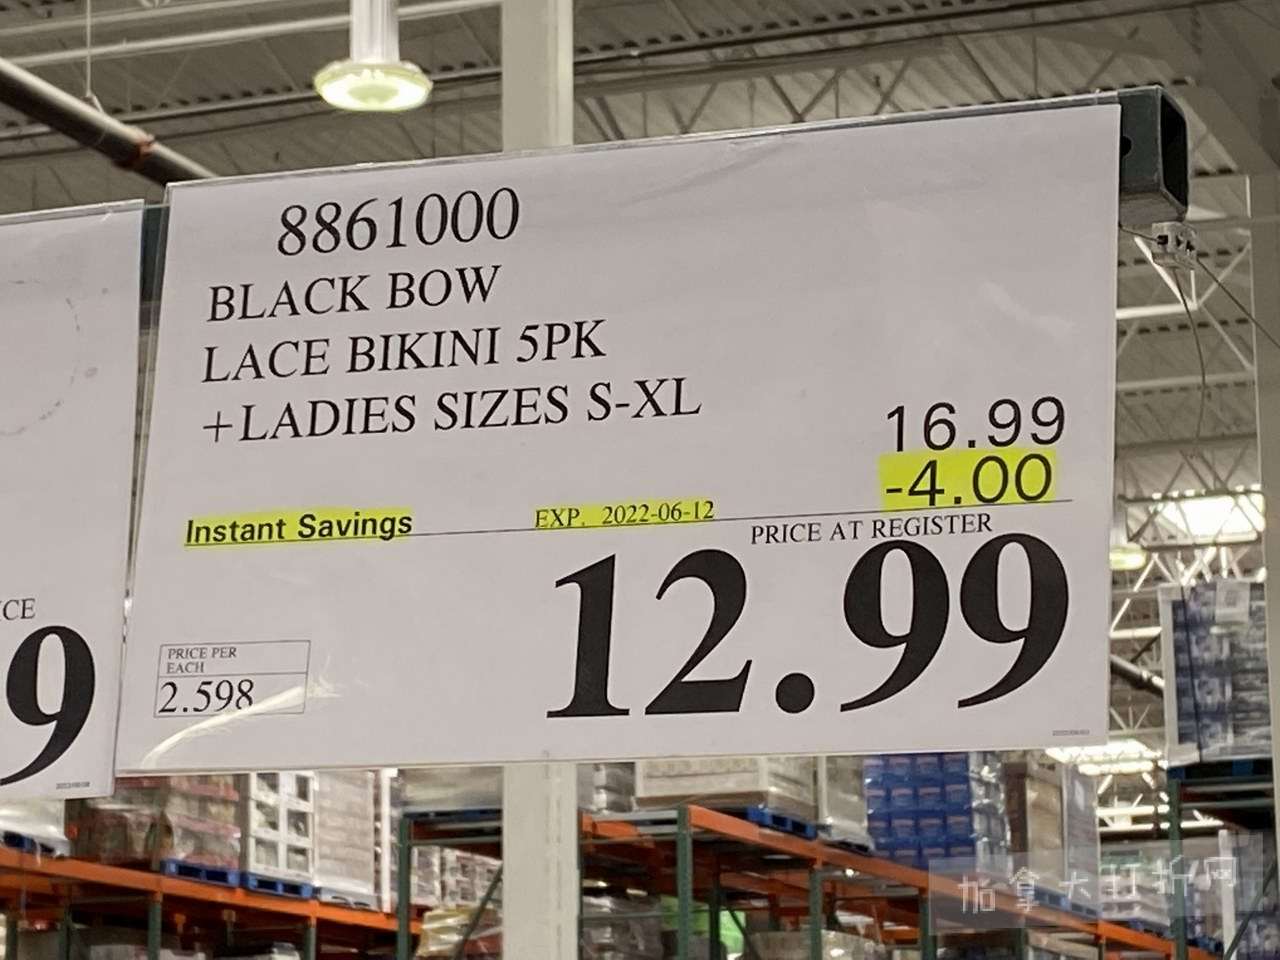 8861000
BLACK BOW
LACE BIKINI 5PK
+LADIES SIZES S-XL
16.99
-4.00
Instant Savings
EXP. 2022-06-12
PRICE AT REGISTER
12.99
PRICE PER
EACH
2.598
ICE
9
加拿大打折网